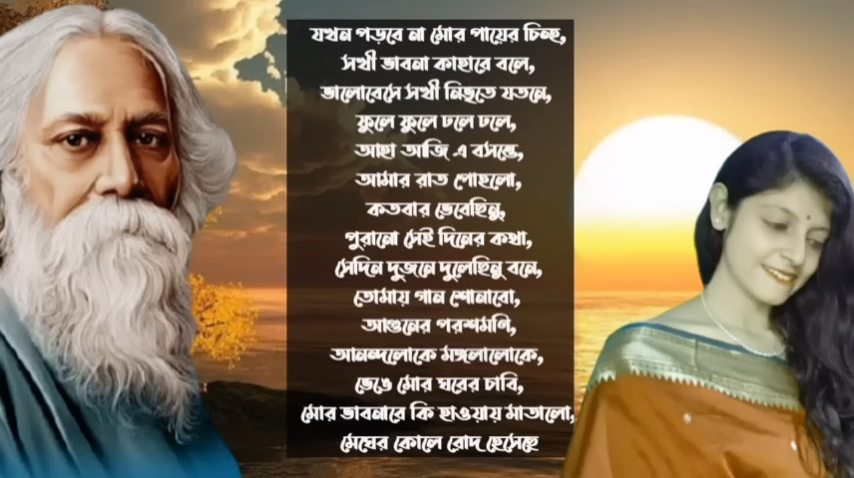 যখন পড়বে না মোর পায়ের চিহ্ন,
সখী ভাবনা কাহারে বলে,
ভালোবেসে সখী নিভৃতে যতনে,
ফুলে ফুলে ঢলে ঢলে,
আহা আজি এ বসন্তে,
আমার রাত পোহলো,
কতবার ভেবেছিনু,
পুরানো সেই দিনের কথা,
সেদিন দুজনে দুলেছিনু বনে,
তোমায় গান শোনাবো,
আগুনের পরশমণি,
আনন্দলোকে মঙ্গলালোকে,
ভেঙে মোর ঘরের চাবি,
মোর ভাবনারে কি হাওয়ায় মাতালো,
মেঘের কোলে রোদ হেসেছে